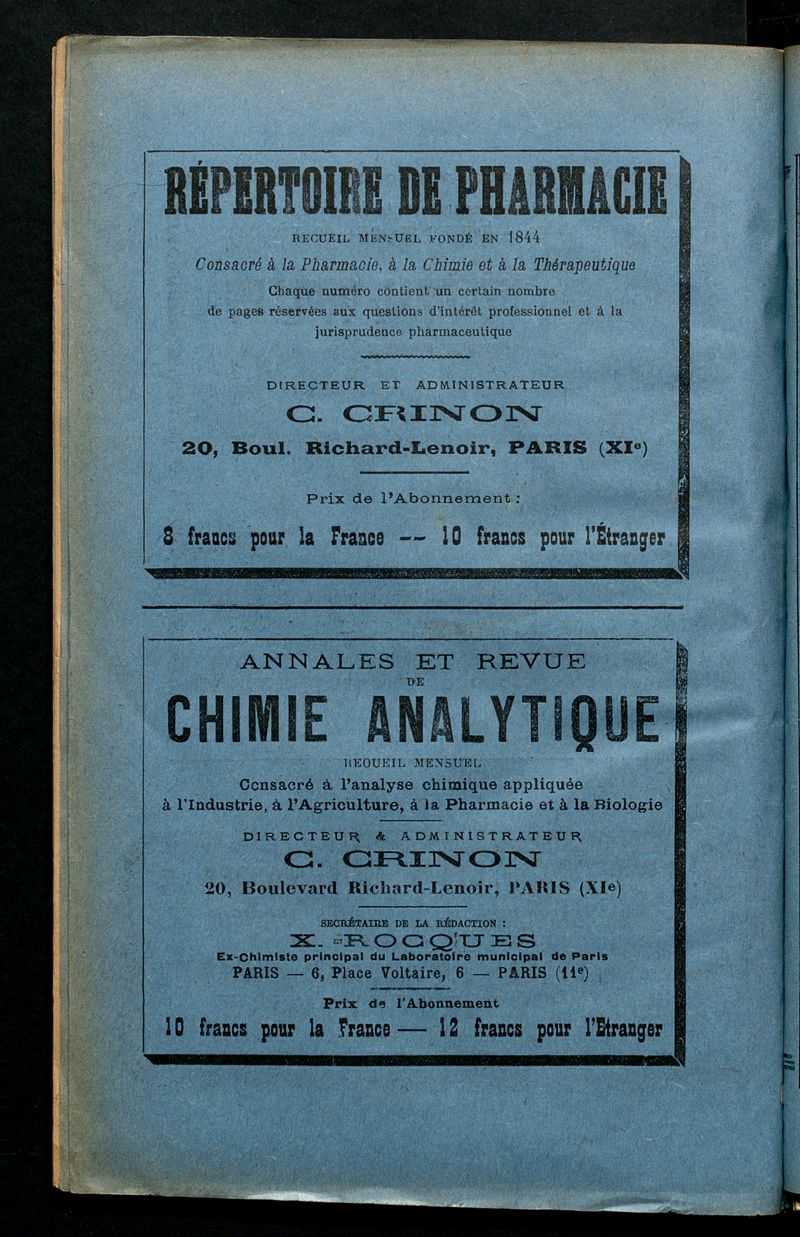 RÉPERTOIRE DE PHARMACIE
RECUEIL MENSUEL FONDÉ EN 1844
Consacré à la Pharmacie, à la Chimie et à la Thérapeutique
Chaque numéro contient un certain nombre
de pages réservées aux questions d'intérêt professionnel et à la
jurisprudence pharmaceutique
DIRECTEUR ET ADMINISTRATEUR
C. CRINON
20, Boul. Richard-Lenoir, PARIS (XIe)
Prix de l'Abonnement :
8 francs pour la France — 10 francs pour l'Étranger
ANNALES ET REVUE
DE
CHIMIE ANALYTIQUE
RECUEIL MENSUEL
Consacré à l'analyse chimique appliquée
à l'Industrie, à l'Agriculture, à la Pharmacie et à la Biologie
DIRECTEUR & ADMINISTRATEUR
C. CRINON
20, Boulevard Richard-Lenoir, PARIS (XIe)
SECRÉTAIRE DE LA RÉDACTION :
X. ROCQUES
Ex-Chimiste principal du Laboratoire municipal de Paris
PARIS — 6, Place Voltaire, 6 — PARIS (11e)
Prix de l'Abonnement
10 francs pour la France — 12 francs pour l'Etranger